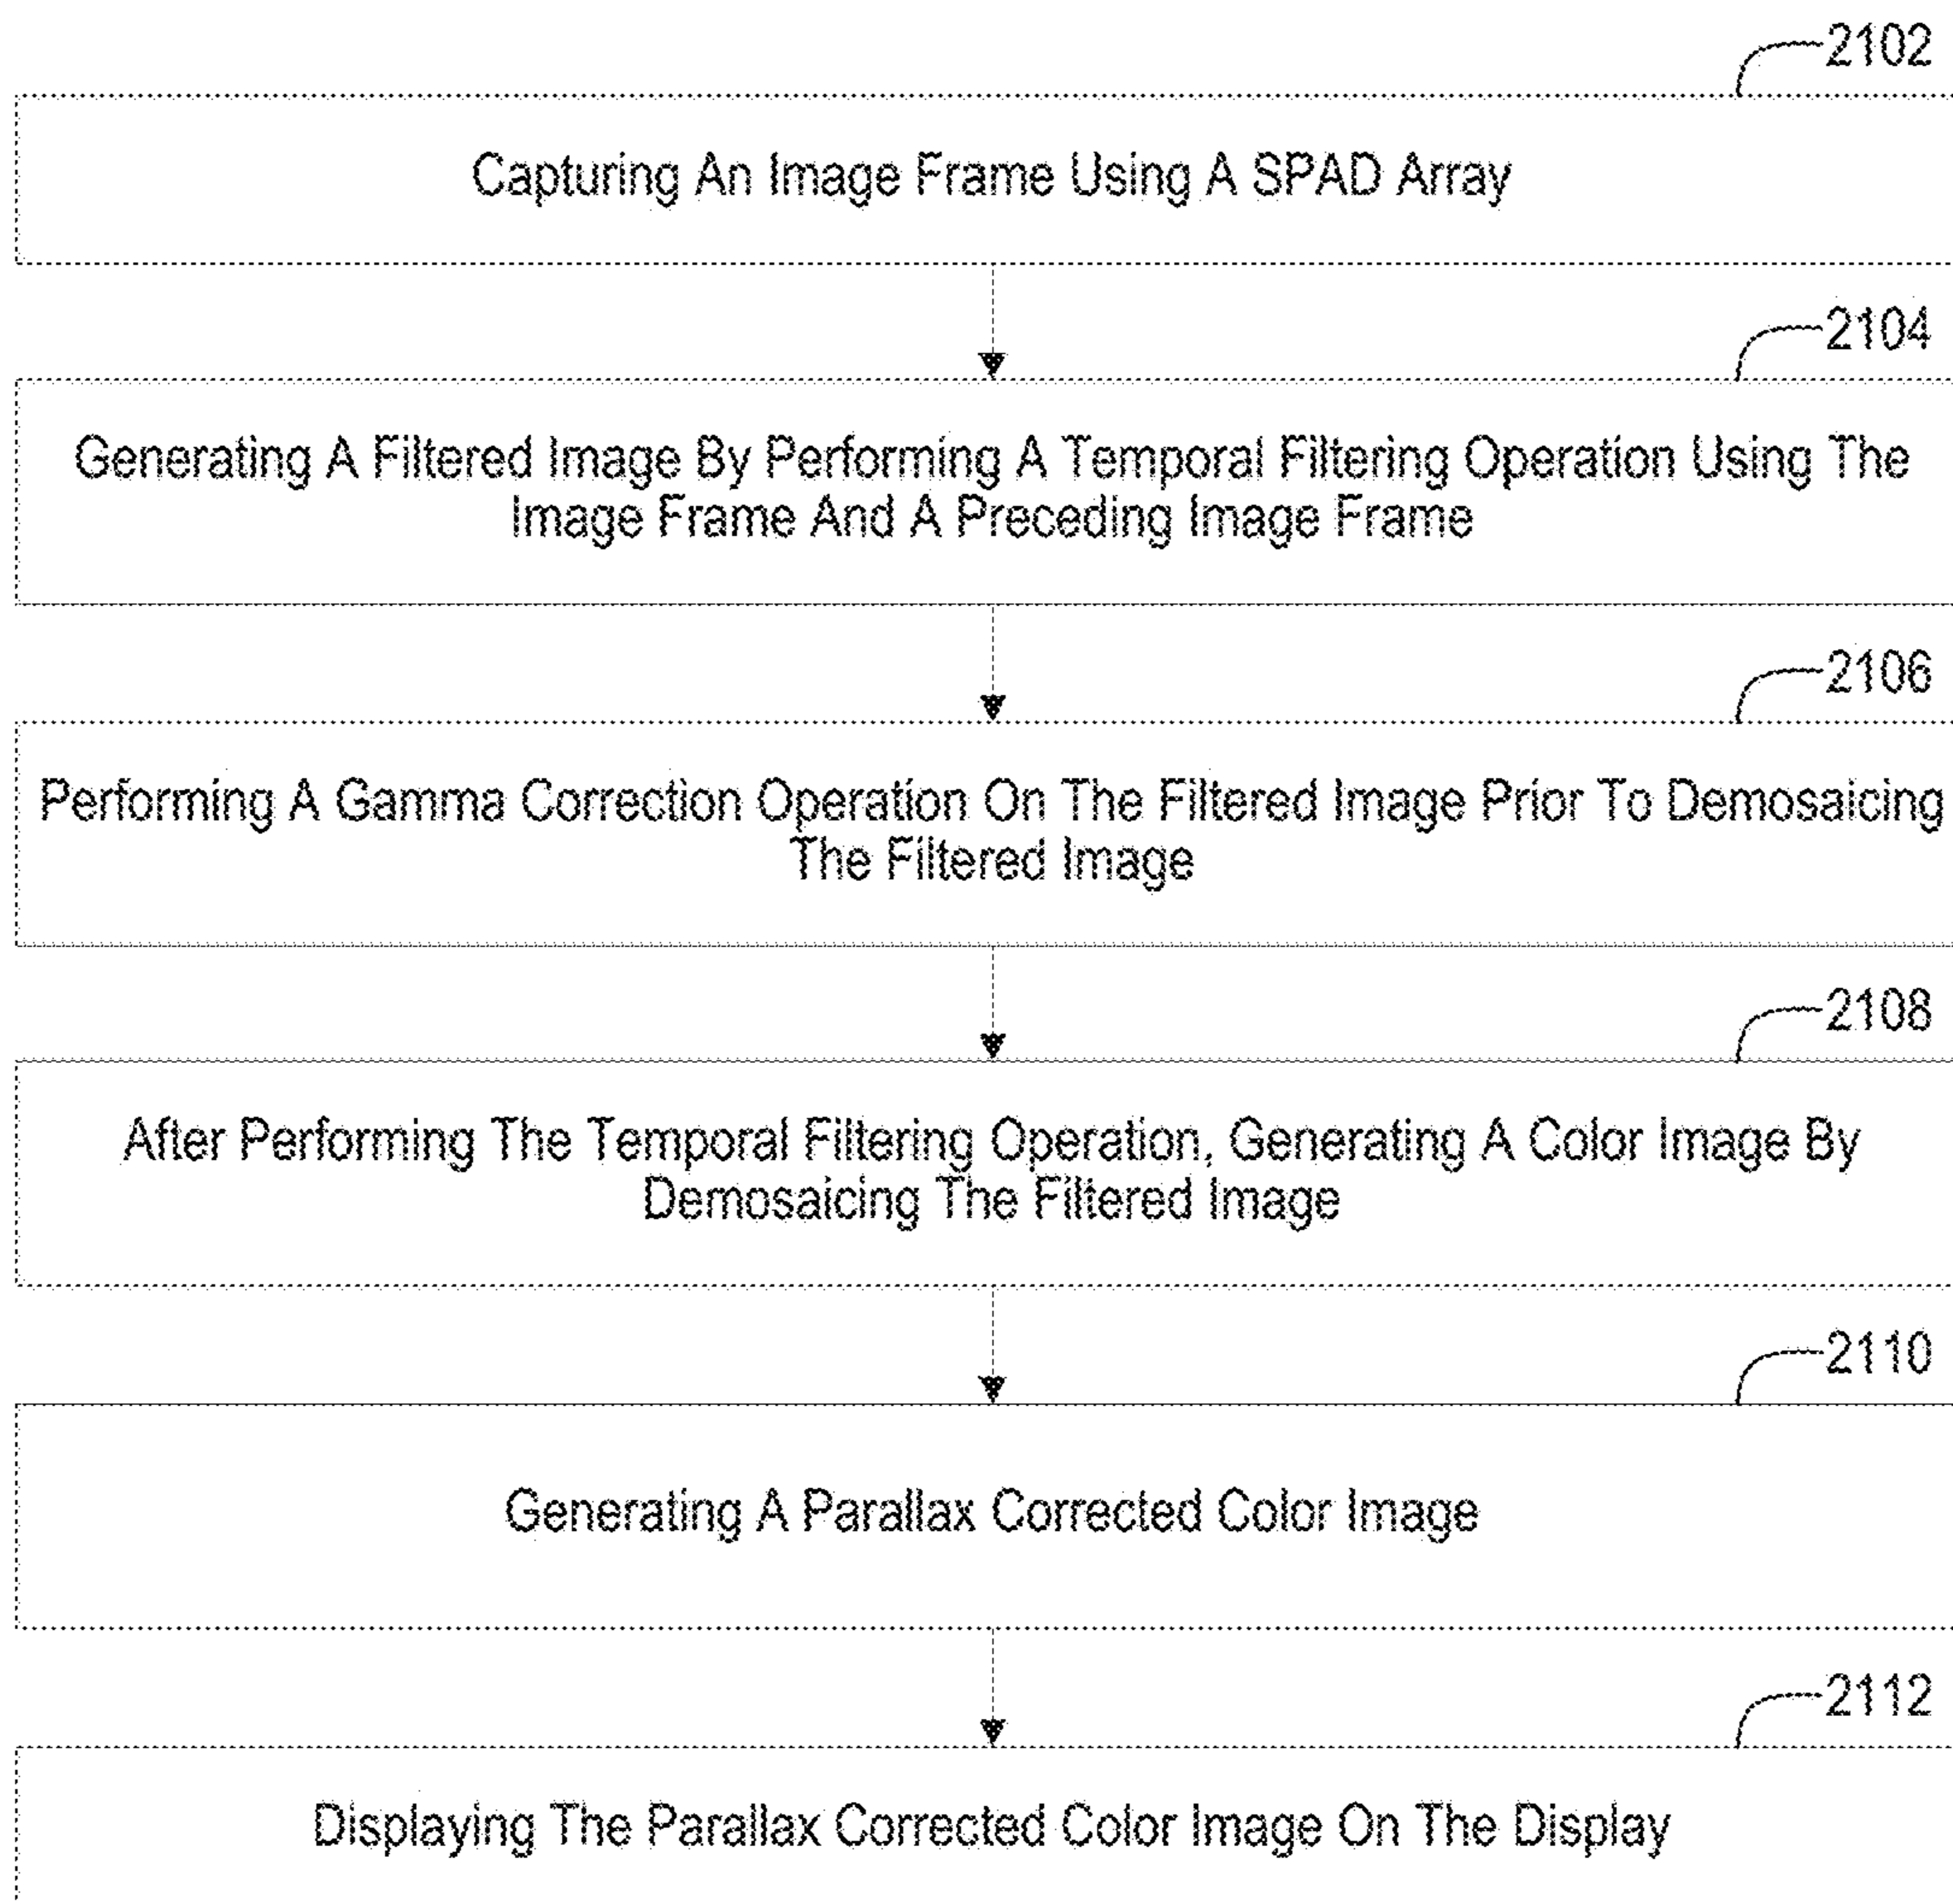 2102
Capturing An Image Frame Using A SPAD Array
2104
Generating A Filtered Image By Performing A Temporal Filtering Operation Using The
Image Frame And A Preceding Image Frame
2106
Performing A Gamma Correction Operation On The Filtered Image Prior To Demosaicing
The Filtered Image
2108
After Performing The Temporal Filtering Operation, Generating A Color Image By
Demosaicing The Filtered Image
2110
Generating A Parallax Corrected Color Image
2112
Displaying The Parallax Corrected Color Image On The Display